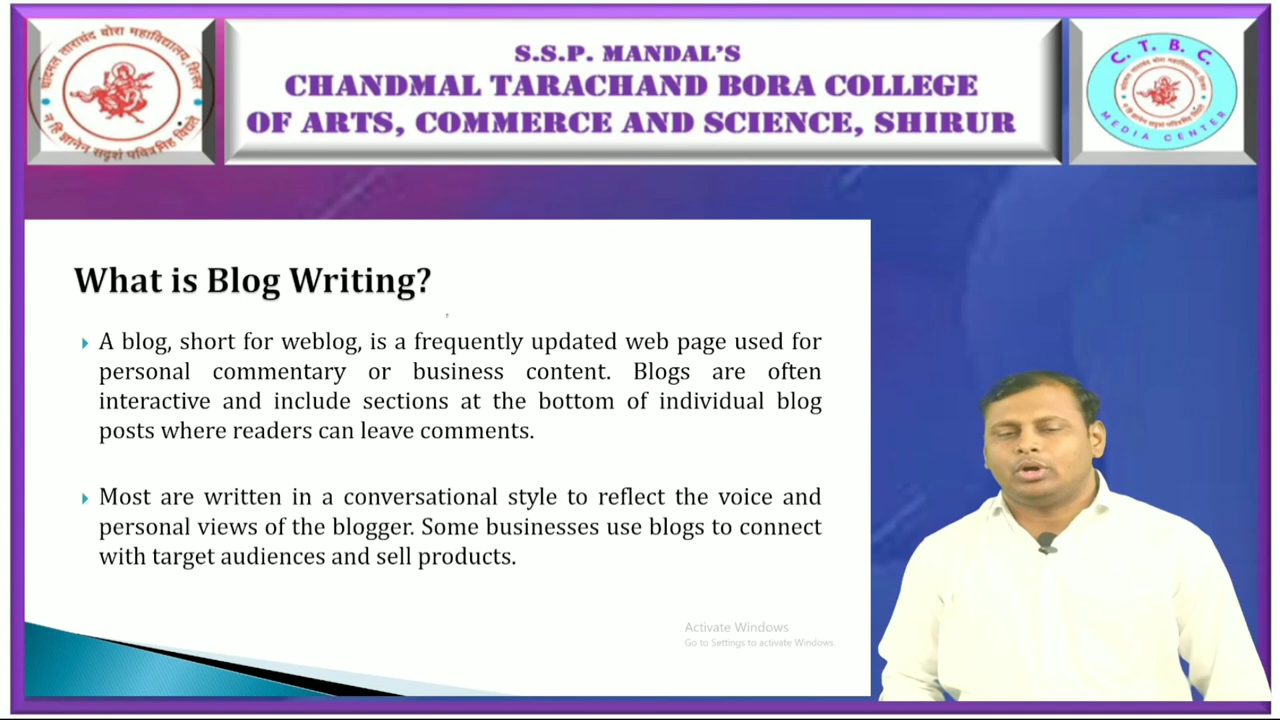 S.S.P. MANDAL'S
CHANDMAL TARACHAND BORA COLLEGE
OF ARTS, COMMERCE AND SCIENCE, SHIRUR
C. T. B. C.
MEDIA CENTER
What is Blog Writing?
A blog, short for weblog, is a frequently updated web page used for
personal commentary or business content. Blogs are often
interactive and include sections at the bottom of individual blog
posts where readers can leave comments.
Most are written in a conversational style to reflect the voice and
personal views of the blogger. Some businesses use blogs to connect
with target audiences and sell products.
Activate Windows
Go to Settings to activate Windows.